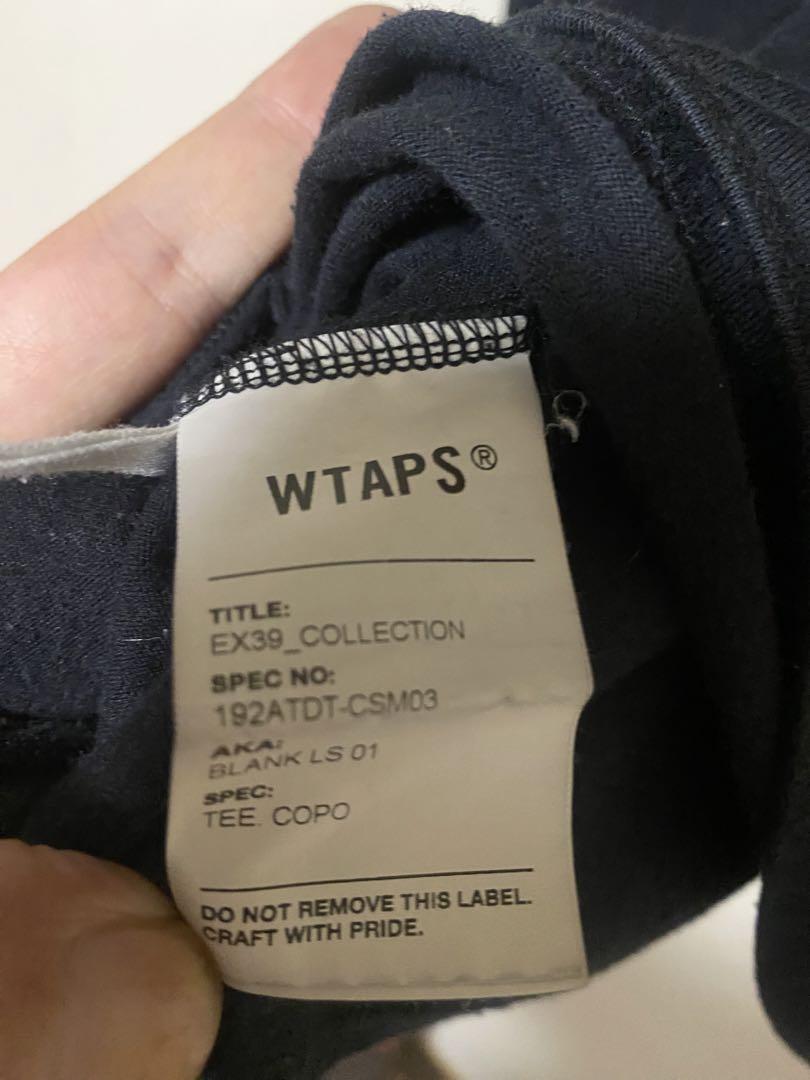 WTAPS®
TITLE:
EX39_COLLECTION
SPEC NO:
192ATDT-CSM03
AKA:
BLANK LS 01
SPEC:
TEE. COPO
DO NOT REMOVE THIS LABEL.
CRAFT WITH PRIDE.